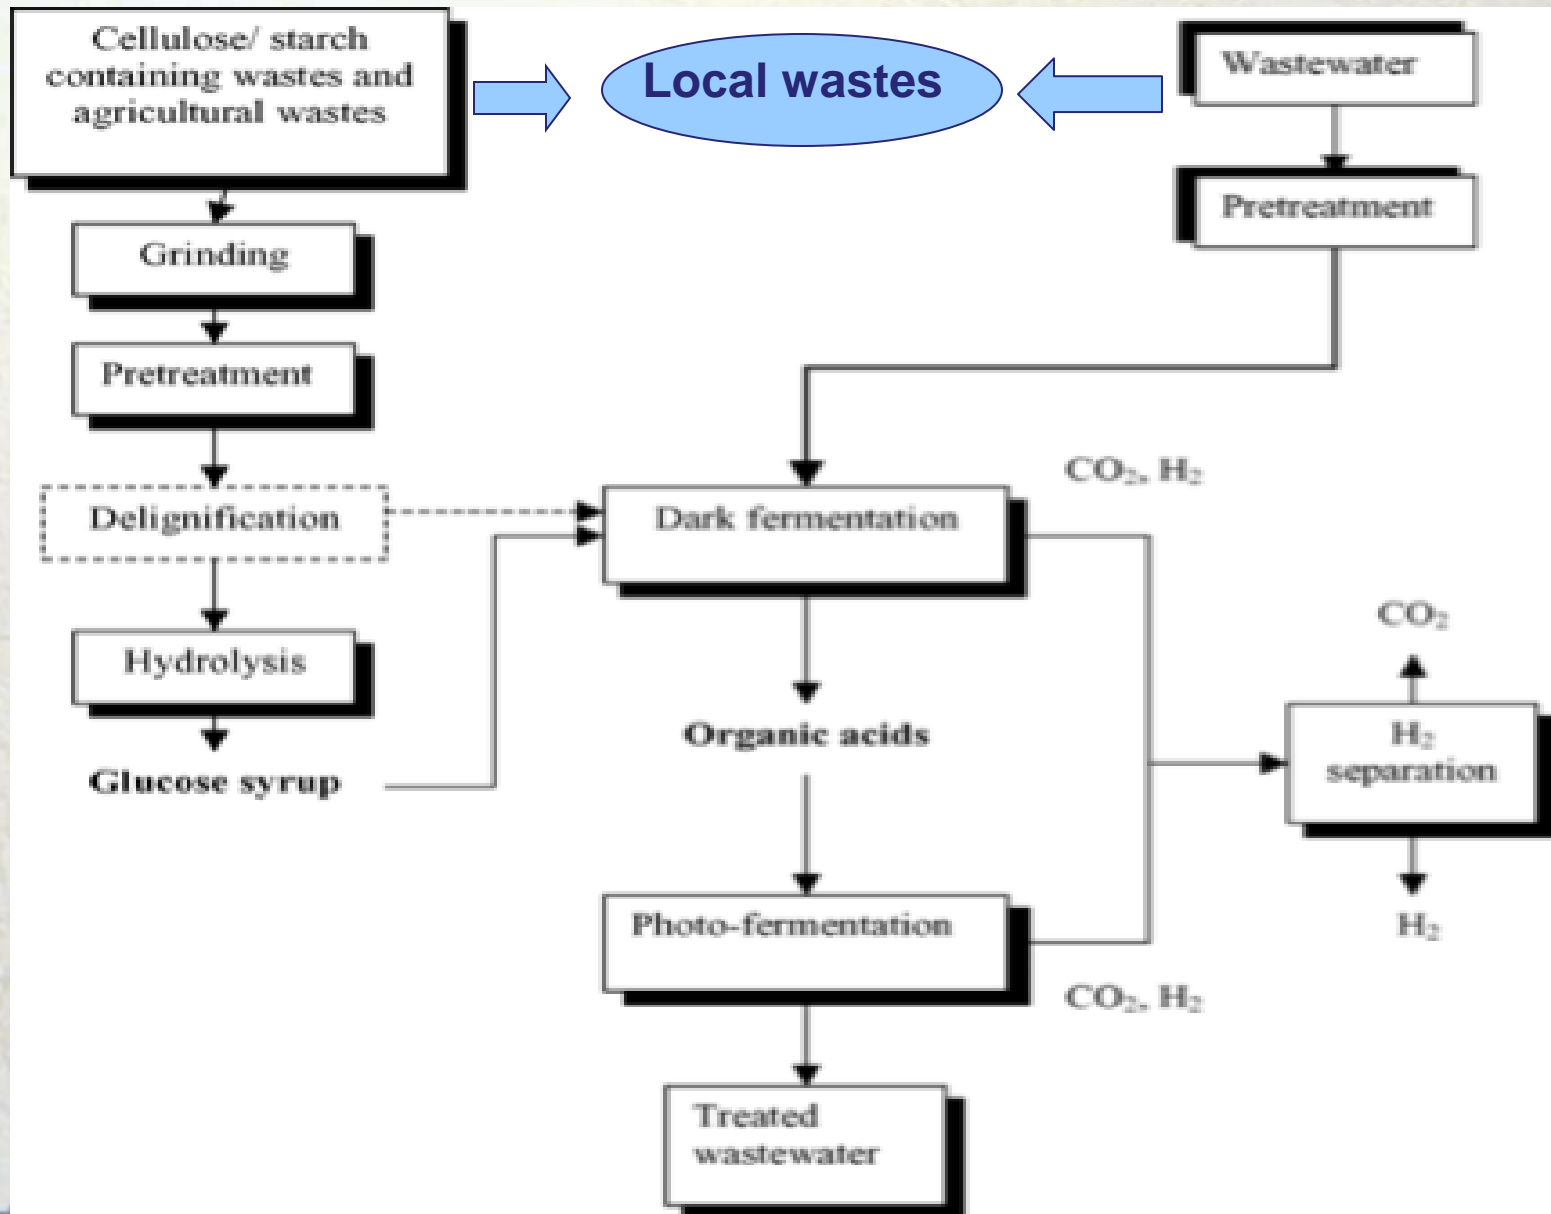 Cellulose/ starch
containing wastes and
agricultural wastes
Local wastes
Wastewater
Pretreatment
Grinding
Pretreatment
Delignification
Hydrolysis
Glucose syrup
CO₂, H₂
Dark fermentation
Organic acids
Photo-fermentation
CO₂, H₂
Treated
wastewater
CO₂
H₂
separation
H₂